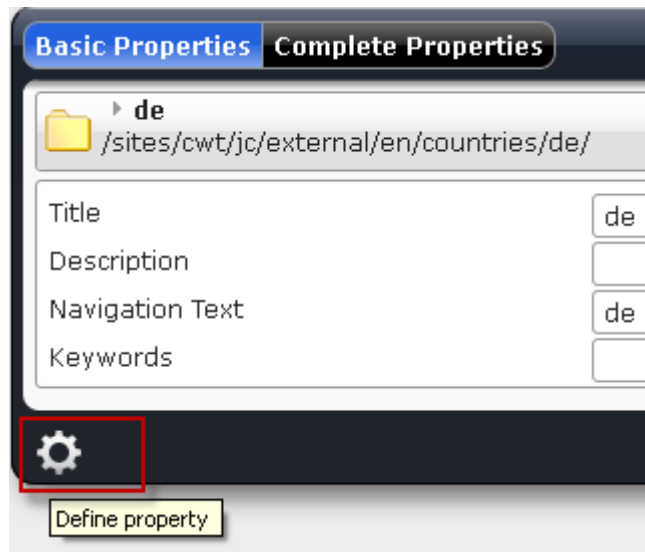 Basic Properties Complete Properties
de
/sites/cwt/jc/external/en/countries/de/
Title de
Description
Navigation Text de
Keywords
Define property